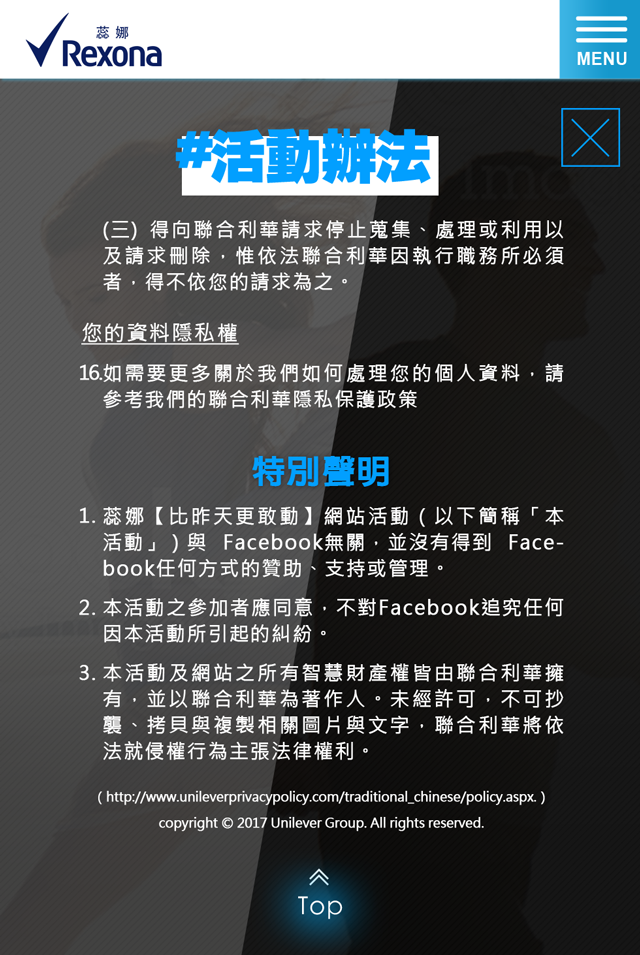 蕊娜
Rexona
MENU
#活動辦法
(三) 得向聯合利華請求停止蒐集、處理或利用以
及請求刪除，惟依法聯合利華因執行職務所必須
者，得不依您的請求為之。
您的資料隱私權
16.如需要更多關於我們如何處理您的個人資料，請
參考我們的聯合利華隱私保護政策
特別聲明
1. 蕊娜【比昨天更敢動】網站活動（以下簡稱「本
活動」）與 Facebook無關，並沒有得到 Face-
book任何方式的贊助、支持或管理。
2. 本活動之參加者應同意，不對Facebook追究任何
因本活動所引起的糾紛。
3. 本活動及網站之所有智慧財產權皆由聯合利華擁
有，並以聯合利華為著作人。未經許可，不可抄
襲、拷貝與複製相關圖片與文字，聯合利華將依
法就侵權行為主張法律權利。
( http://www.unileverprivacypolicy.com/traditional_chinese/policy.aspx. )
copyright © 2017 Unilever Group. All rights reserved.
Top